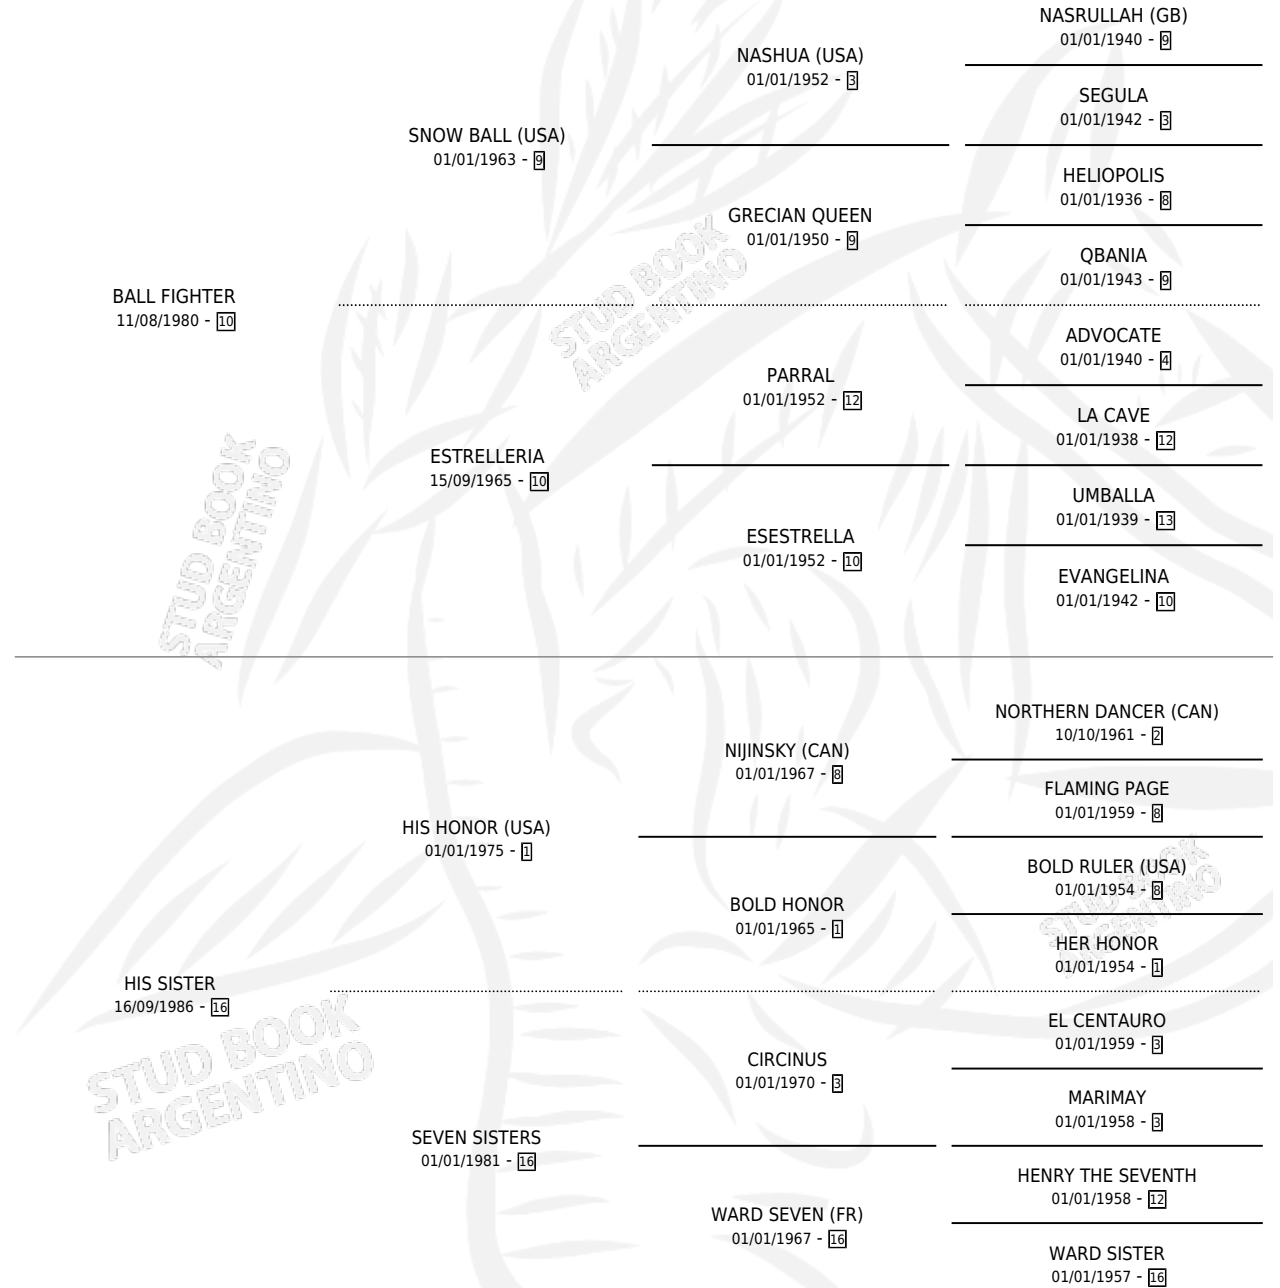 NASRULLAH (GB)
01/01/1940 - 9
NASHUA (USA)
01/01/1952 - 3
SEGULA
01/01/1942 - 3
SNOW BALL (USA)
01/01/1963 - 9
HELIOPOLIS
01/01/1936 - 8
GRECIAN QUEEN
01/01/1950 - 9
QBANIA
01/01/1943 - 9
BALL FIGHTER
11/08/1980 - 10
STUD BOOK
ARGENTINO
ADVOCATE
01/01/1940 - 4
PARRAL
01/01/1952 - 12
LA CAVE
01/01/1938 - 12
ESTRELLERIA
15/09/1965 - 10
UMBALLA
01/01/1939 - 13
ESESTRELLA
01/01/1952 - 10
EVANGELINA
01/01/1942 - 10
STUD BOOK
ARGENTINO
NORTHERN DANCER (CAN)
10/10/1961 - 2
NIJINSKY (CAN)
01/01/1967 - 8
FLAMING PAGE
01/01/1959 - 8
HIS HONOR (USA)
01/01/1975 - 1
BOLD RULER (USA)
01/01/1954 - 8
BOLD HONOR
01/01/1965 - 1
HER HONOR
01/01/1954 - 1
STUD BOOK
ARGENTINO
HIS SISTER
16/09/1986 - 16
EL CENTAURO
01/01/1959 - 3
CIRCINUS
01/01/1970 - 3
MARIMAY
01/01/1958 - 3
STUD BOOK
ARGENTINO
SEVEN SISTERS
01/01/1981 - 16
HENRY THE SEVENTH
01/01/1958 - 12
WARD SEVEN (FR)
01/01/1967 - 16
WARD SISTER
01/01/1957 - 16